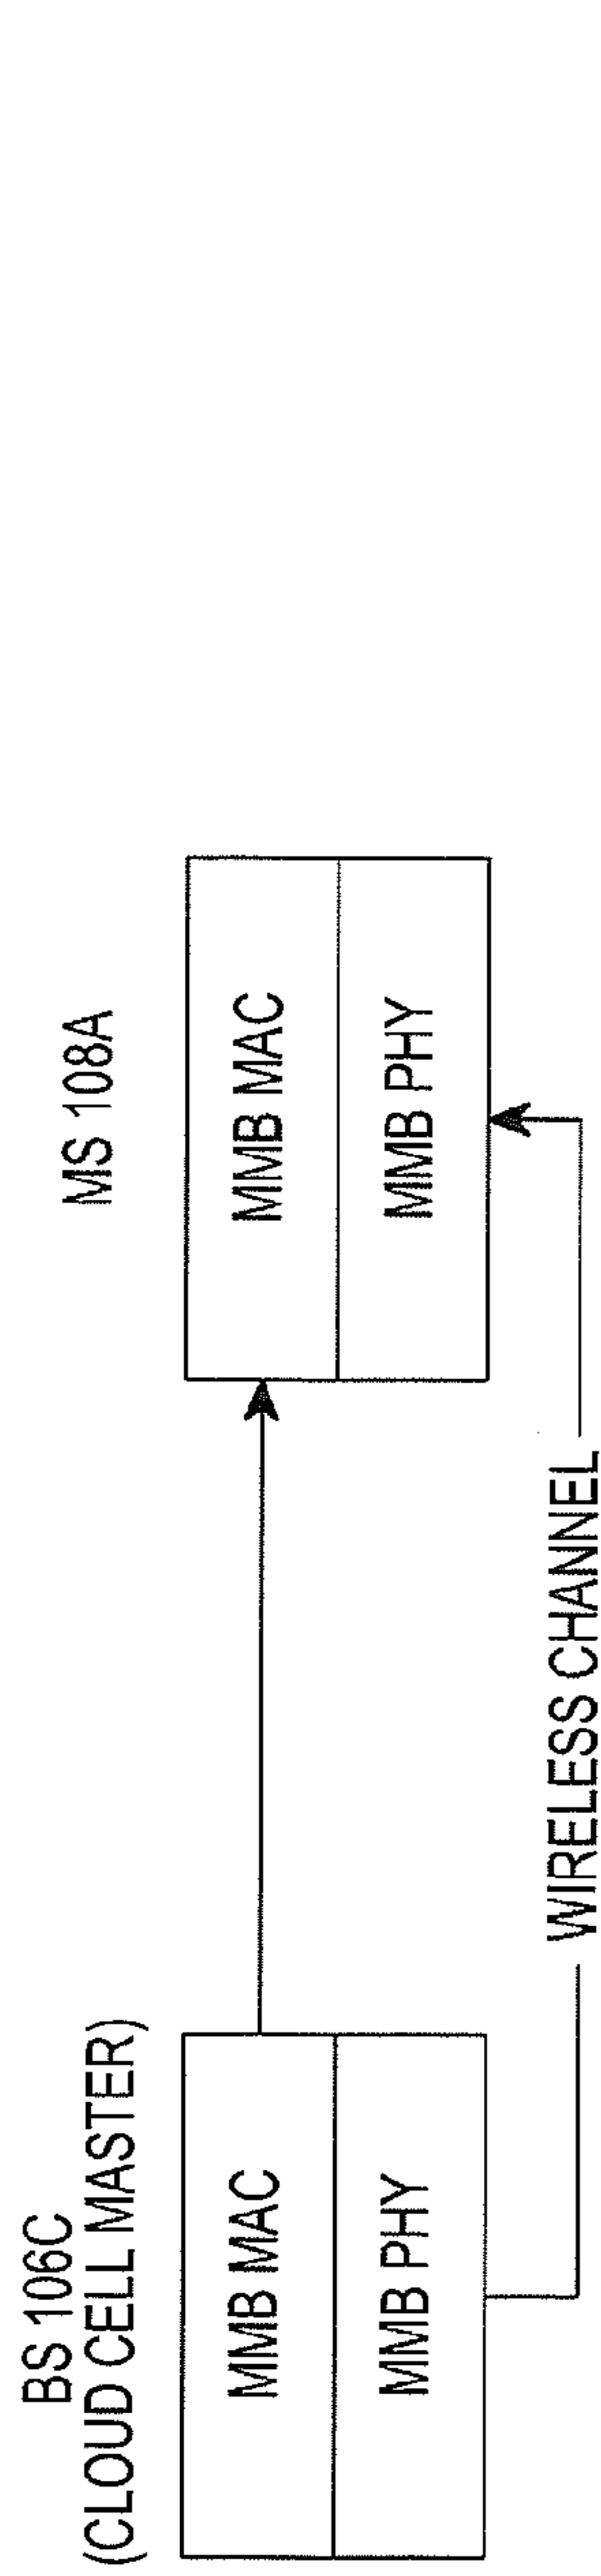 BS 106C
(CLOUD CELL MASTER)
MMB MAC
MMB PHY
MS 108A
MMB MAC
MMB PHY
WIRELESS CHANNEL